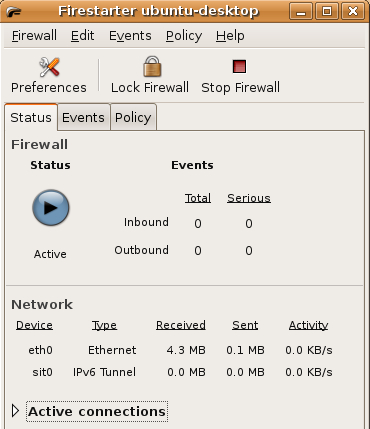 Firestarter ubuntu-desktop
Firewall Edit Events Policy Help
Preferences Lock Firewall Stop Firewall
Status Events Policy
Firewall
Status Events
Total Serious
Inbound 0 0
Active
Outbound 0 0
Network
Device Type Received Sent Activity
eth0 Ethernet 4.3 MB 0.1 MB 0.0 KB/s
sit0 IPv6 Tunnel 0.0 MB 0.0 MB 0.0 KB/s
Active connections